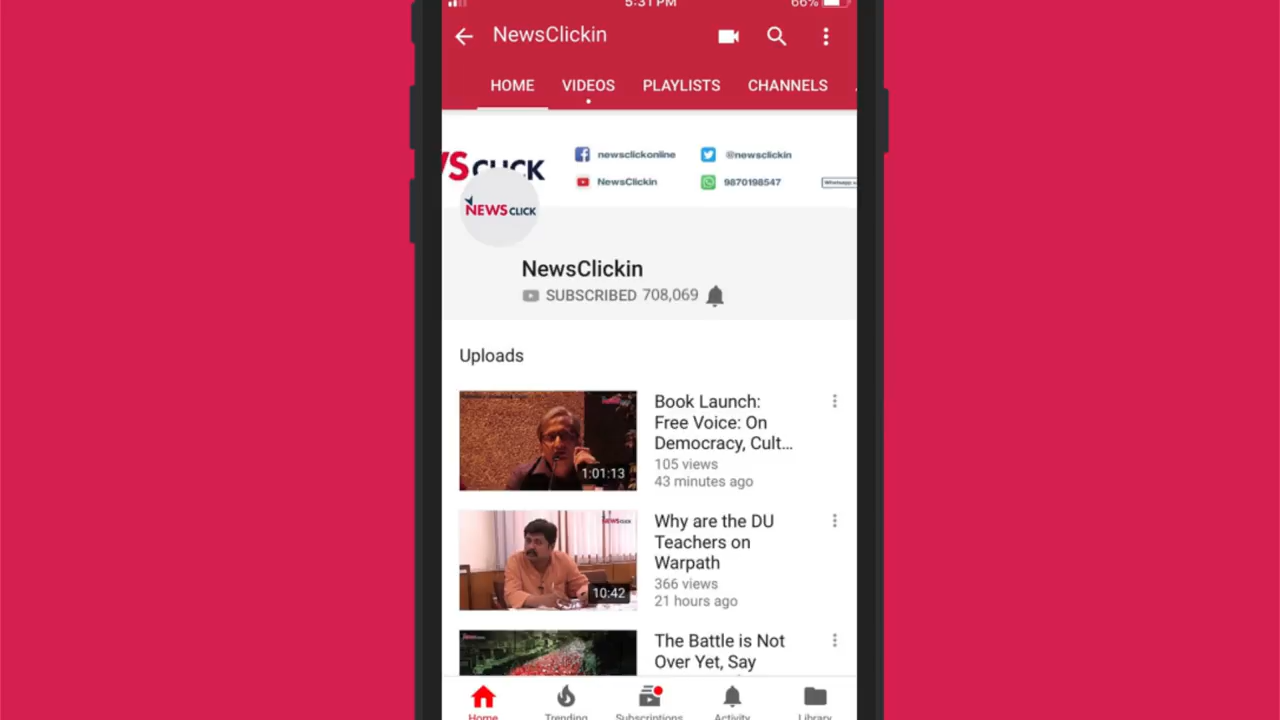 5:31 PM
66%
NewsClickin
HOME VIDEOS PLAYLISTS CHANNELS
S CLICK
newsclickonline @newsclickin
NewsClickin 9870198547
NEWS CLICK
NewsClickin
SUBSCRIBED 708,069
Uploads
Book Launch:
Free Voice: On
Democracy, Cult...
105 views
43 minutes ago
1:01:13
Why are the DU
Teachers on
Warpath
366 views
21 hours ago
NEWSCLICK
10:42
The Battle is Not
Over Yet, Say
Home Trending Subscriptions Activity Library